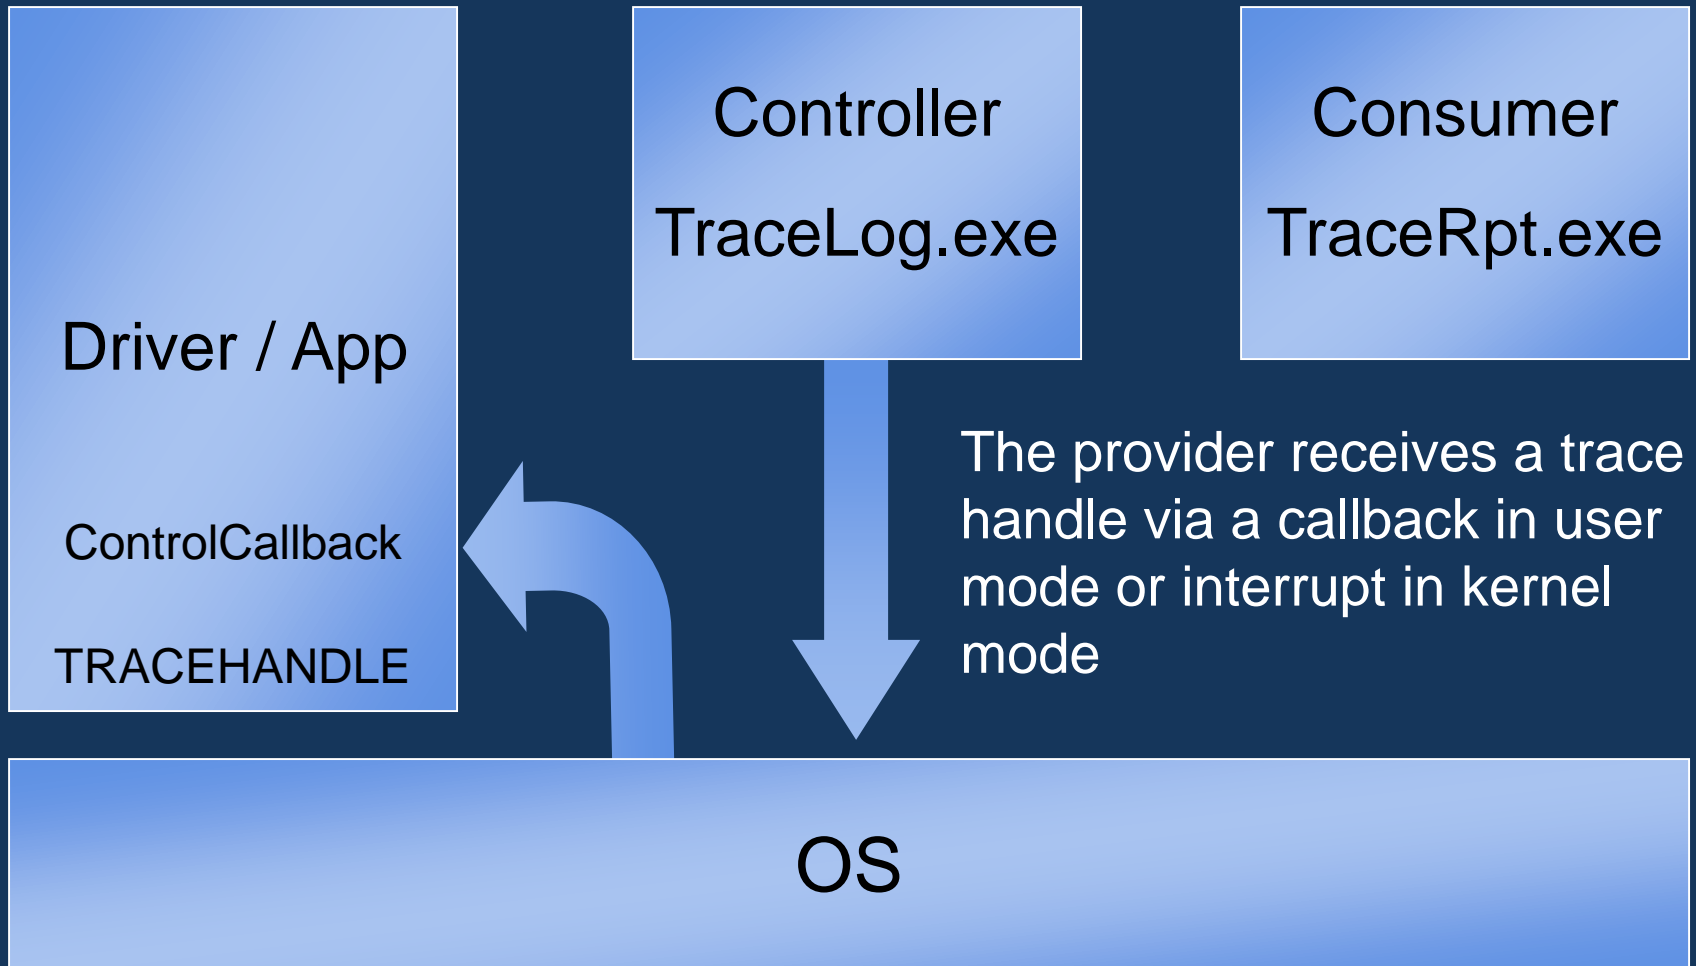 Driver / App
ControlCallback
TRACEHANDLE
Controller
TraceLog.exe
Consumer
TraceRpt.exe
The provider receives a trace
handle via a callback in user
mode or interrupt in kernel
mode
OS